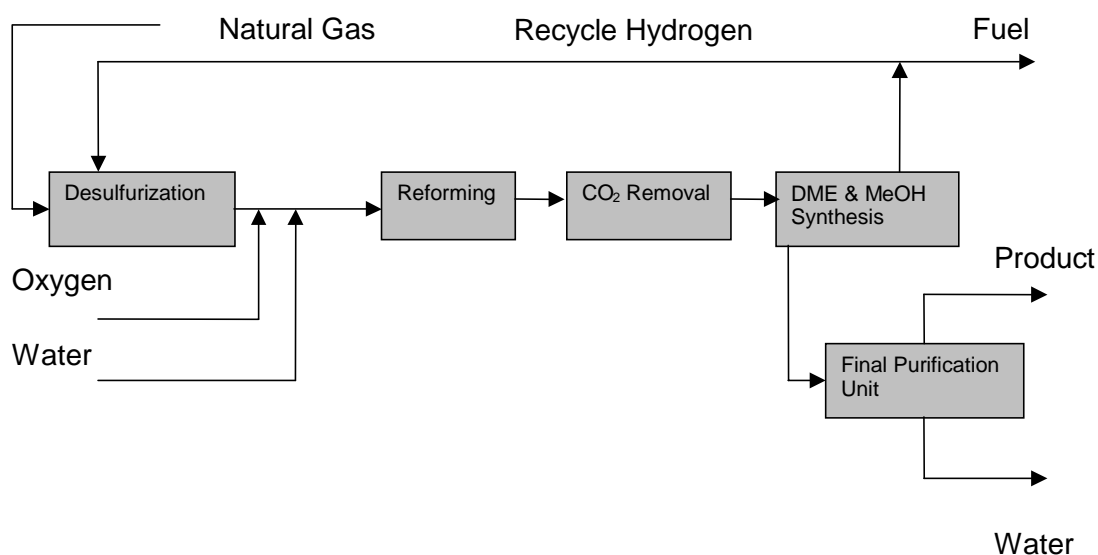 Natural Gas
Recycle Hydrogen
Fuel
Desulfurization
Reforming
CO₂ Removal
DME & MeOH
Synthesis
Oxygen
Product
Water
Final Purification
Unit
Water